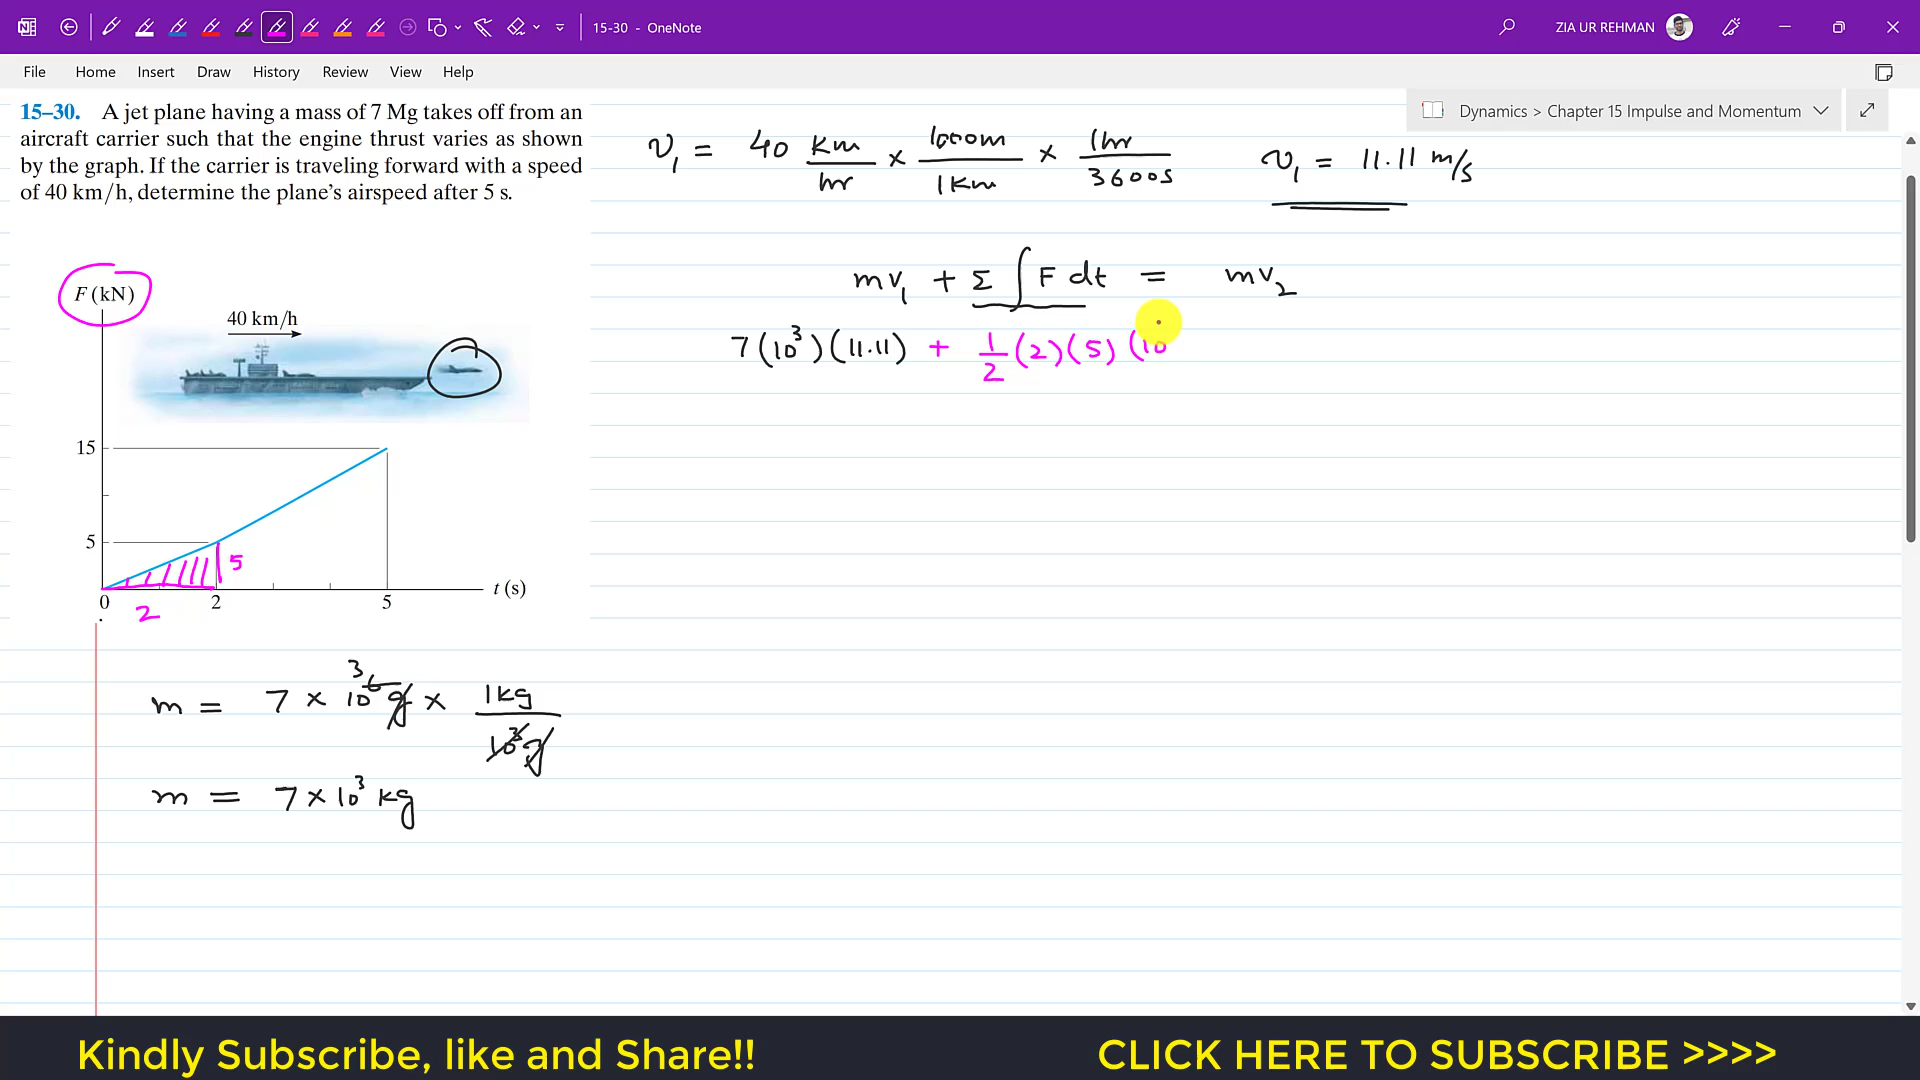 15-30 - OneNote
ZIA UR REHMAN
File Home Insert Draw History Review View Help
Dynamics > Chapter 15 Impulse and Momentum
15–30. A jet plane having a mass of 7 Mg takes off from an
aircraft carrier such that the engine thrust varies as shown
by the graph. If the carrier is traveling forward with a speed
of 40 km/h, determine the plane's airspeed after 5 s.
F (kN)
40 km/h
15
5
5
0 2 5 t (s)
2
v₁ = 40 Km/hr × 1000m/1Km × 1hr/3600s
v₁ = 11.11 m/s
mv₁ + Σ ∫ F dt = mv₂
7(10³)(11.11) + 1/2 (2)(5)(10
m = 7 × 10⁶ g × 1kg/10³g
3
m = 7 × 10³ kg
Kindly Subscribe, like and Share!!
CLICK HERE TO SUBSCRIBE >>>>